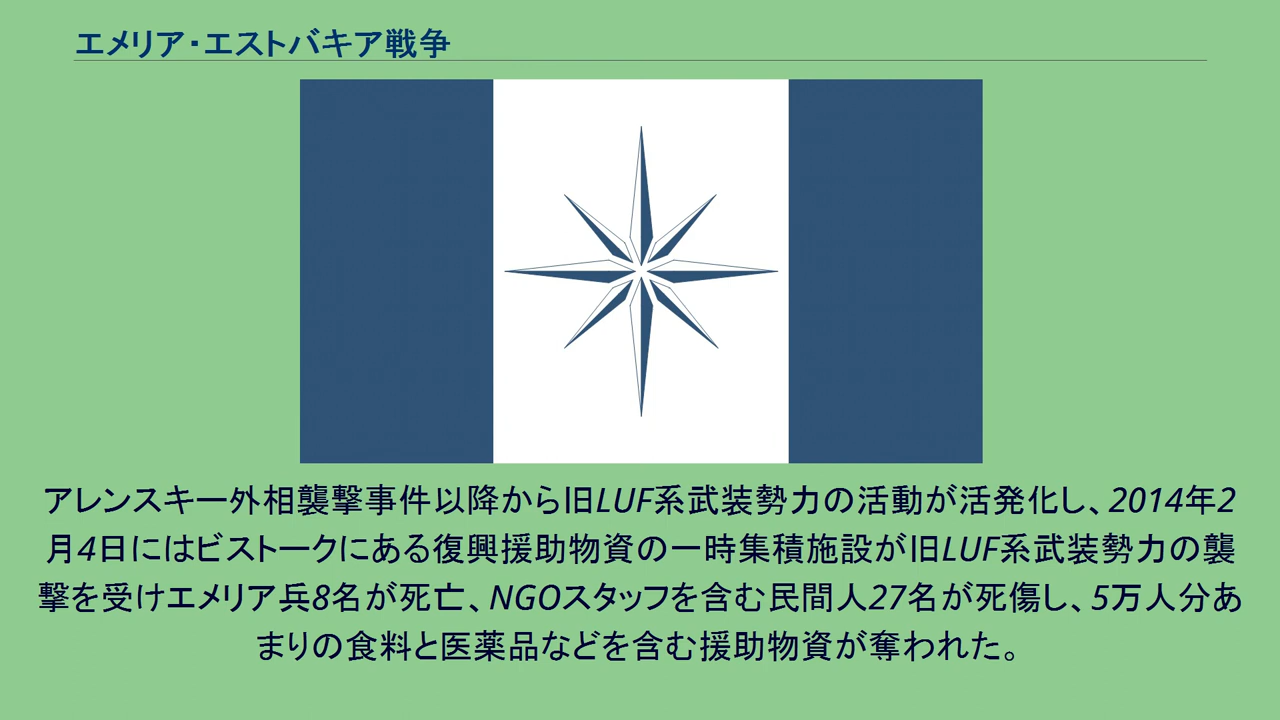 エメリア・エストバキア戦争
アレンスキー外相襲撃事件以降から旧LUF系武装勢力の活動が活発化し、2014年2
月4日にはビストークにある復興援助物資の一時集積施設が旧LUF系武装勢力の襲
撃を受けエメリア兵8名が死亡、NGOスタッフを含む民間人27名が死傷し、5万人分あ
まりの食料と医薬品などを含む援助物資が奪われた。